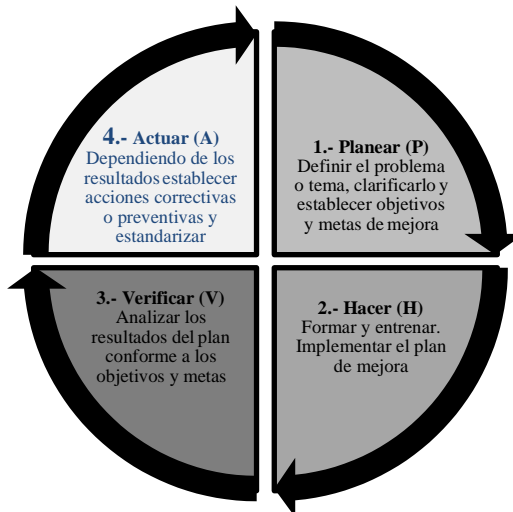 1.- Planear (P)
Definir el problema
o tema, clarificarlo y
establecer objetivos
y metas de mejora
2.- Hacer (H)
Formar y entrenar.
Implementar el plan
de mejora
3.- Verificar (V)
Analizar los
resultados del plan
conforme a los
objetivos y metas
4.- Actuar (A)
Dependiendo de los
resultados establecer
acciones correctivas
o preventivas y
estandarizar